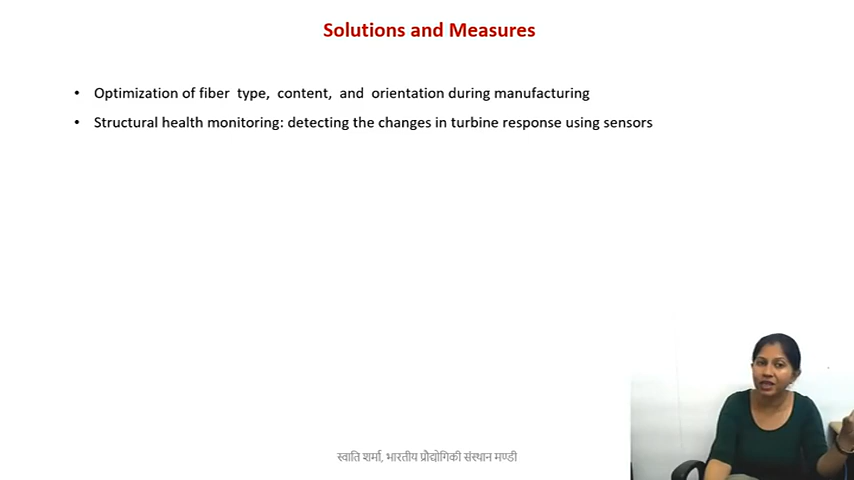 Solutions and Measures
• Optimization of fiber type, content, and orientation during manufacturing
• Structural health monitoring: detecting the changes in turbine response using sensors
स्वाति शर्मा, भारतीय प्रौद्योगिकी संस्थान मण्डी